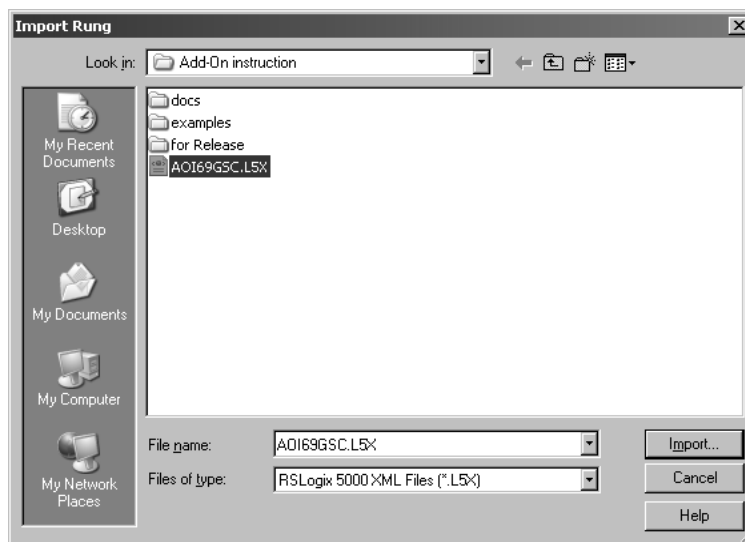 Import Rung
Look in: Add-On instruction
My Recent Documents
Desktop
My Documents
My Computer
My Network Places
docs
examples
for Release
AOI69GSC.L5X
File name: AOI69GSC.L5X Import...
Files of type: RSLogix 5000 XML Files (*.L5X) Cancel
Help